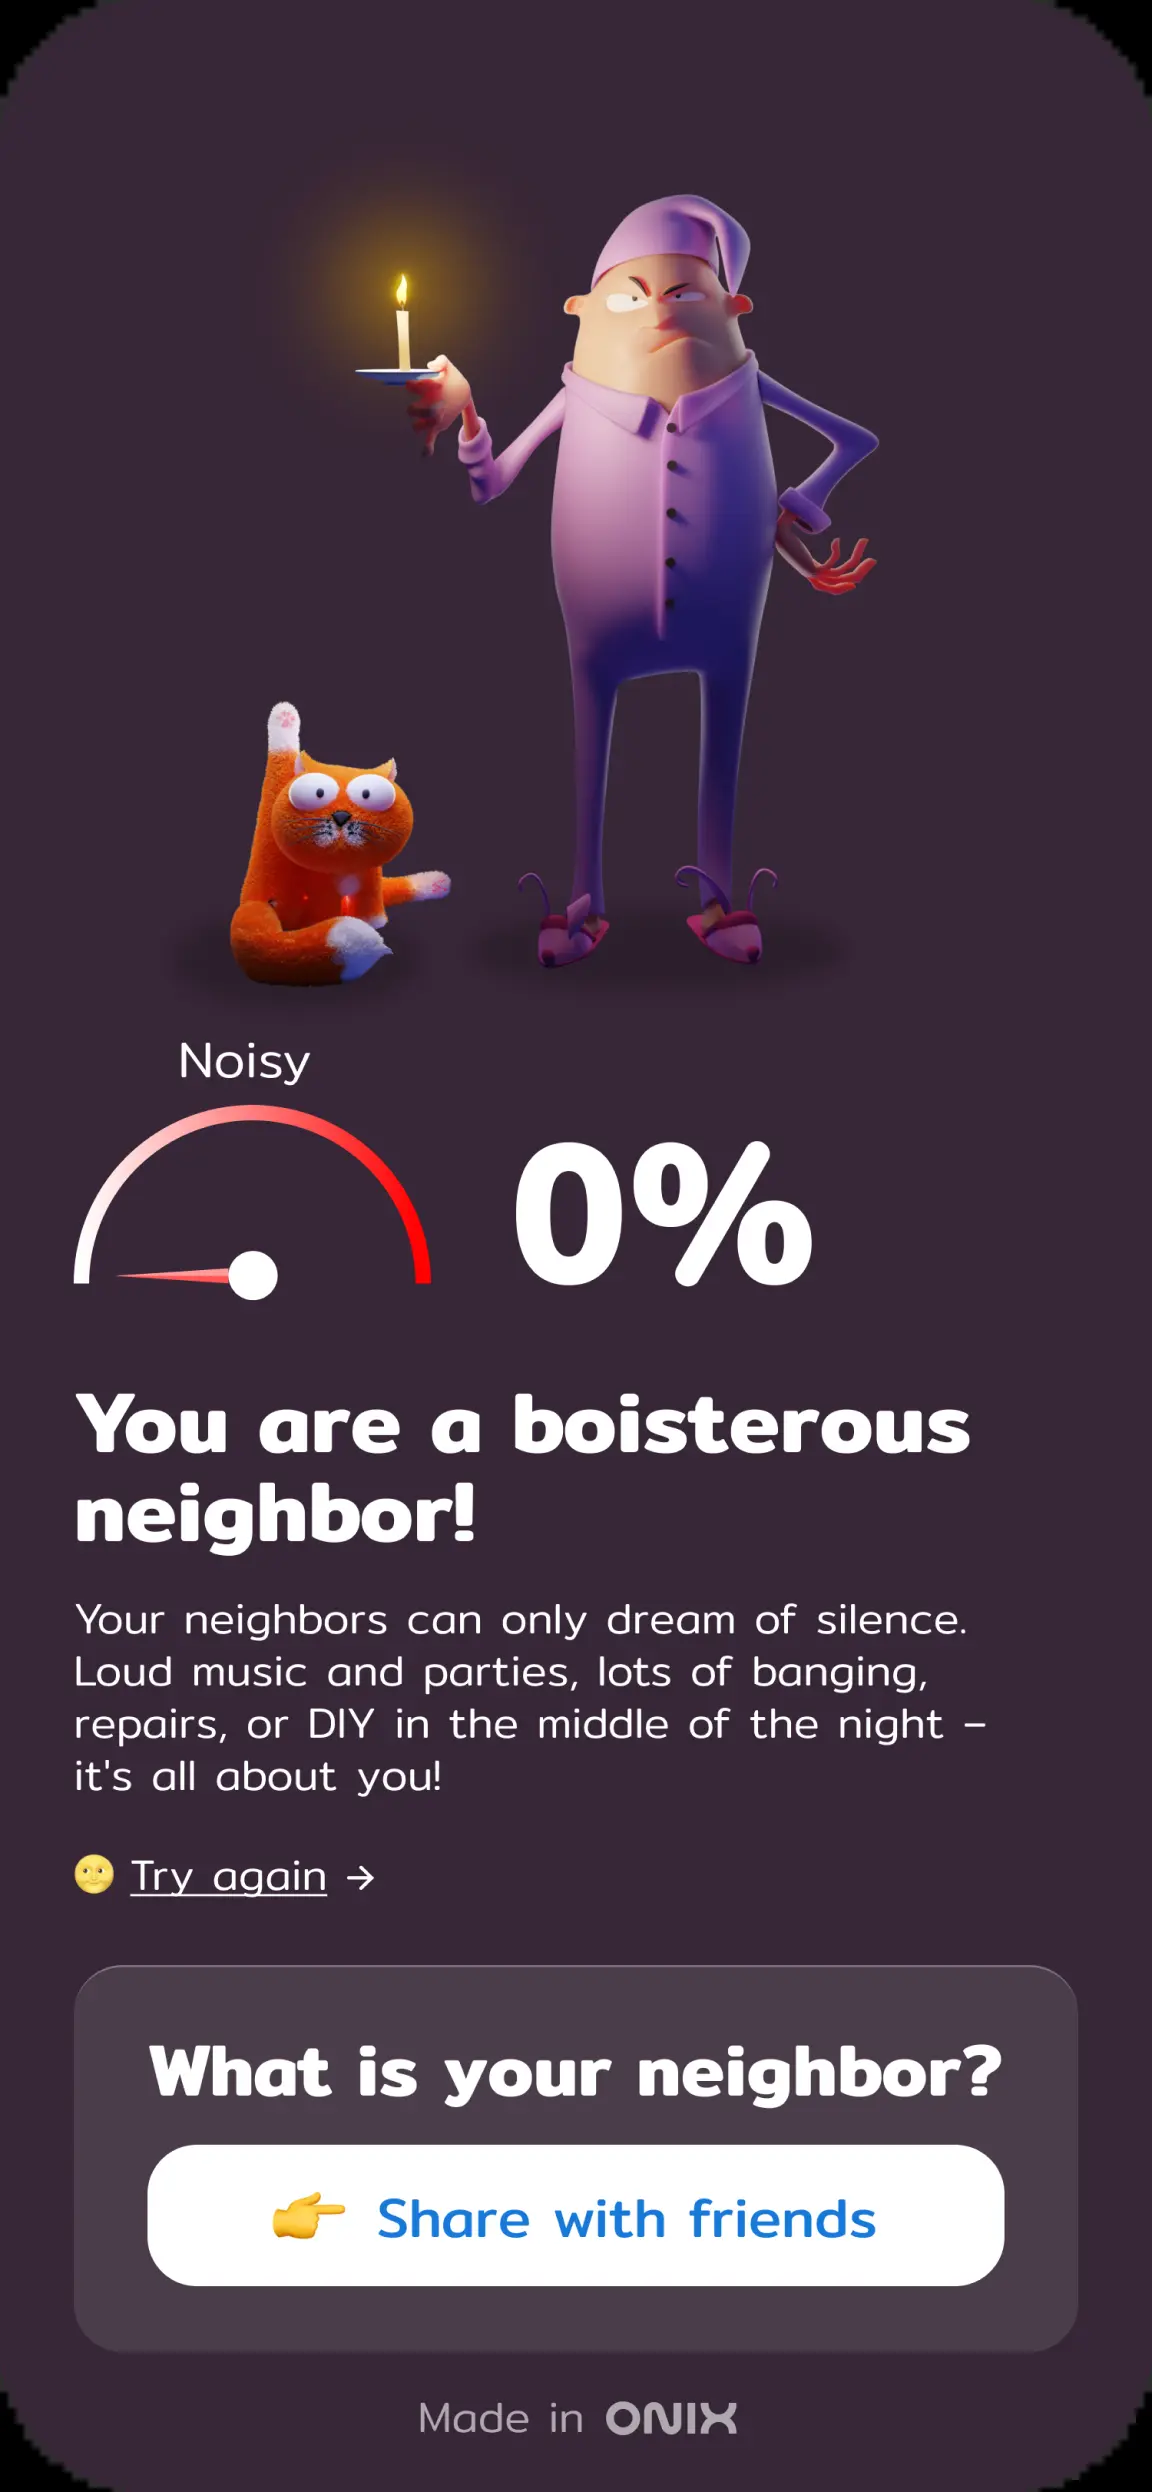 Noisy
0%
You are a boisterous
neighbor!
Your neighbors can only dream of silence.
Loud music and parties, lots of banging,
repairs, or DIY in the middle of the night –
it's all about you!
Try again →
What is your neighbor?
Share with friends
Made in ONIX